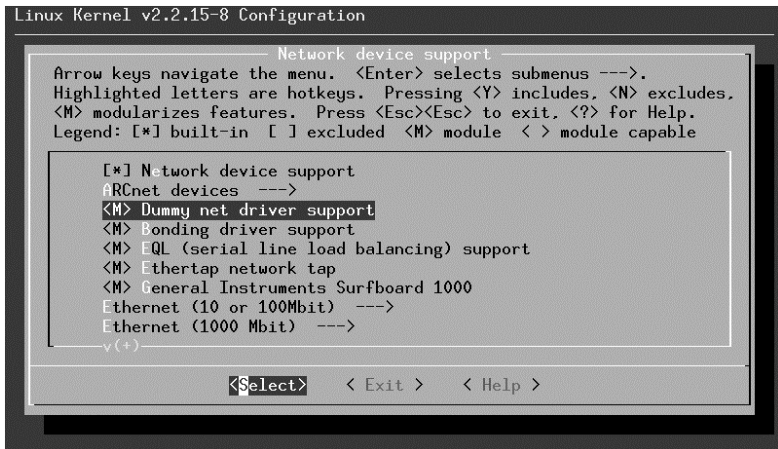 Linux Kernel v2.2.15-8 Configuration
Network device support
Arrow keys navigate the menu. <Enter> selects submenus --->.
Highlighted letters are hotkeys. Pressing <Y> includes, <N> excludes,
<M> modularizes features. Press <Esc><Esc> to exit, <?> for Help.
Legend: [*] built-in [ ] excluded <M> module < > module capable
[*] Network device support
ARCnet devices --->
<M> Dummy net driver support
<M> Bonding driver support
<M> EQL (serial line load balancing) support
<M> Ethertap network tap
<M> General Instruments Surfboard 1000
Ethernet (10 or 100Mbit) --->
Ethernet (1000 Mbit) --->
v(+)
<Select> < Exit > < Help >